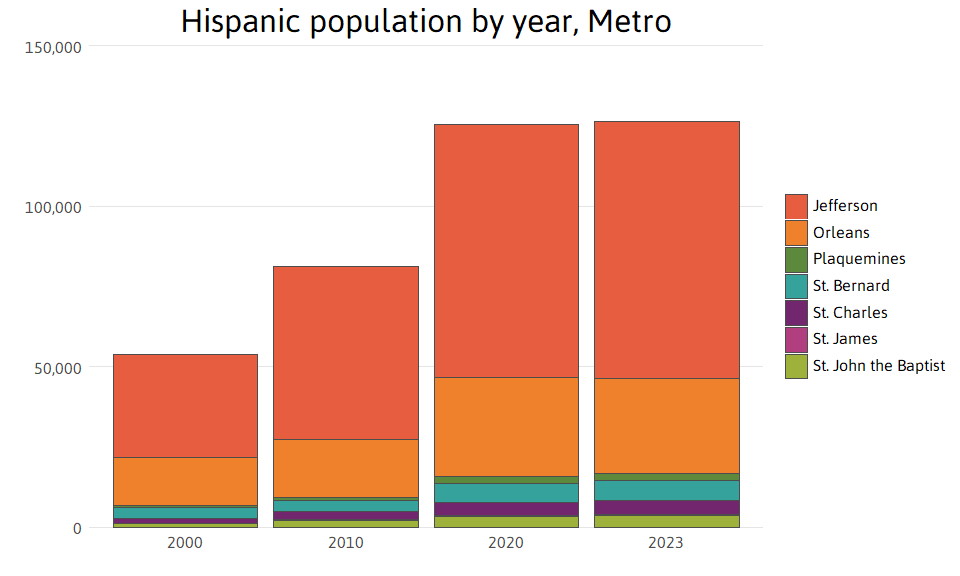 Hispanic population by year, Metro
150,000
100,000
50,000
0
2000 2010 2020 2023
Jefferson
Orleans
Plaquemines
St. Bernard
St. Charles
St. James
St. John the Baptist